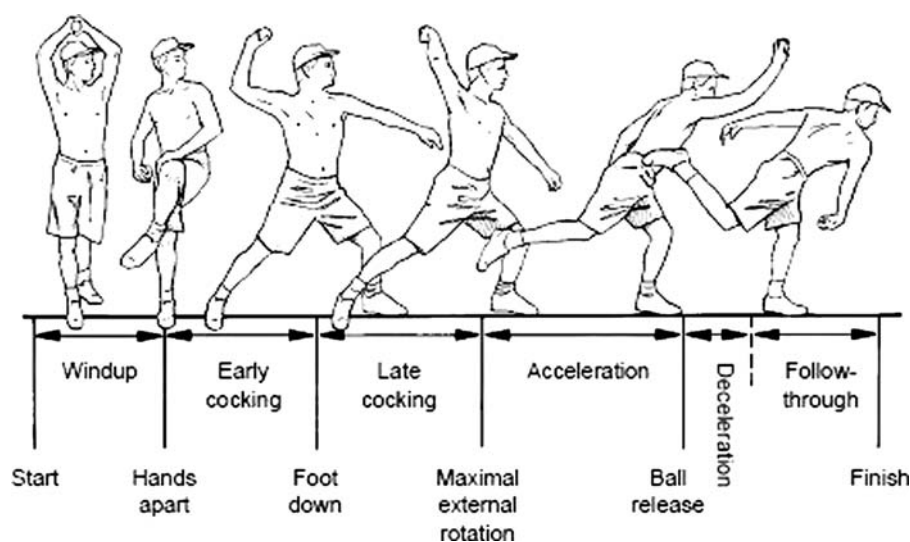 Windup
Early
cocking
Late
cocking
Acceleration
Deceleration
Follow-
through
Start
Hands
apart
Foot
down
Maximal
external
rotation
Ball
release
Finish